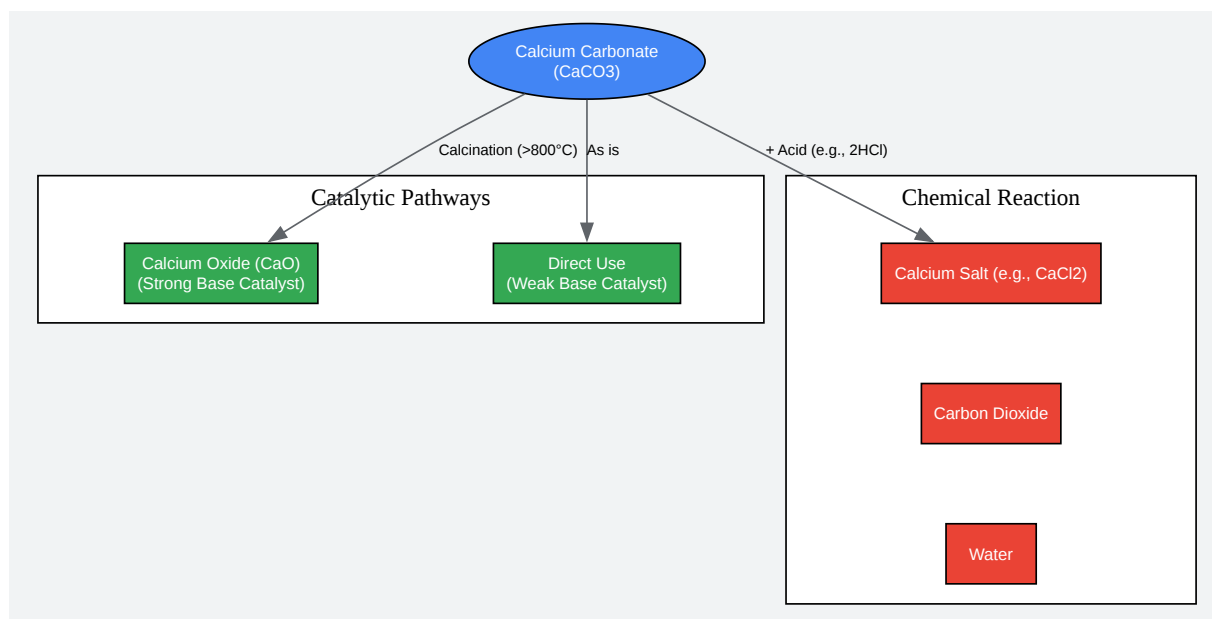 Calcium Carbonate
(CaCO3)
Calcination (>800°C)
As is
+ Acid (e.g., 2HCl)
Catalytic Pathways
Calcium Oxide (CaO)
(Strong Base Catalyst)
Direct Use
(Weak Base Catalyst)
Chemical Reaction
Calcium Salt (e.g., CaCl2)
Carbon Dioxide
Water